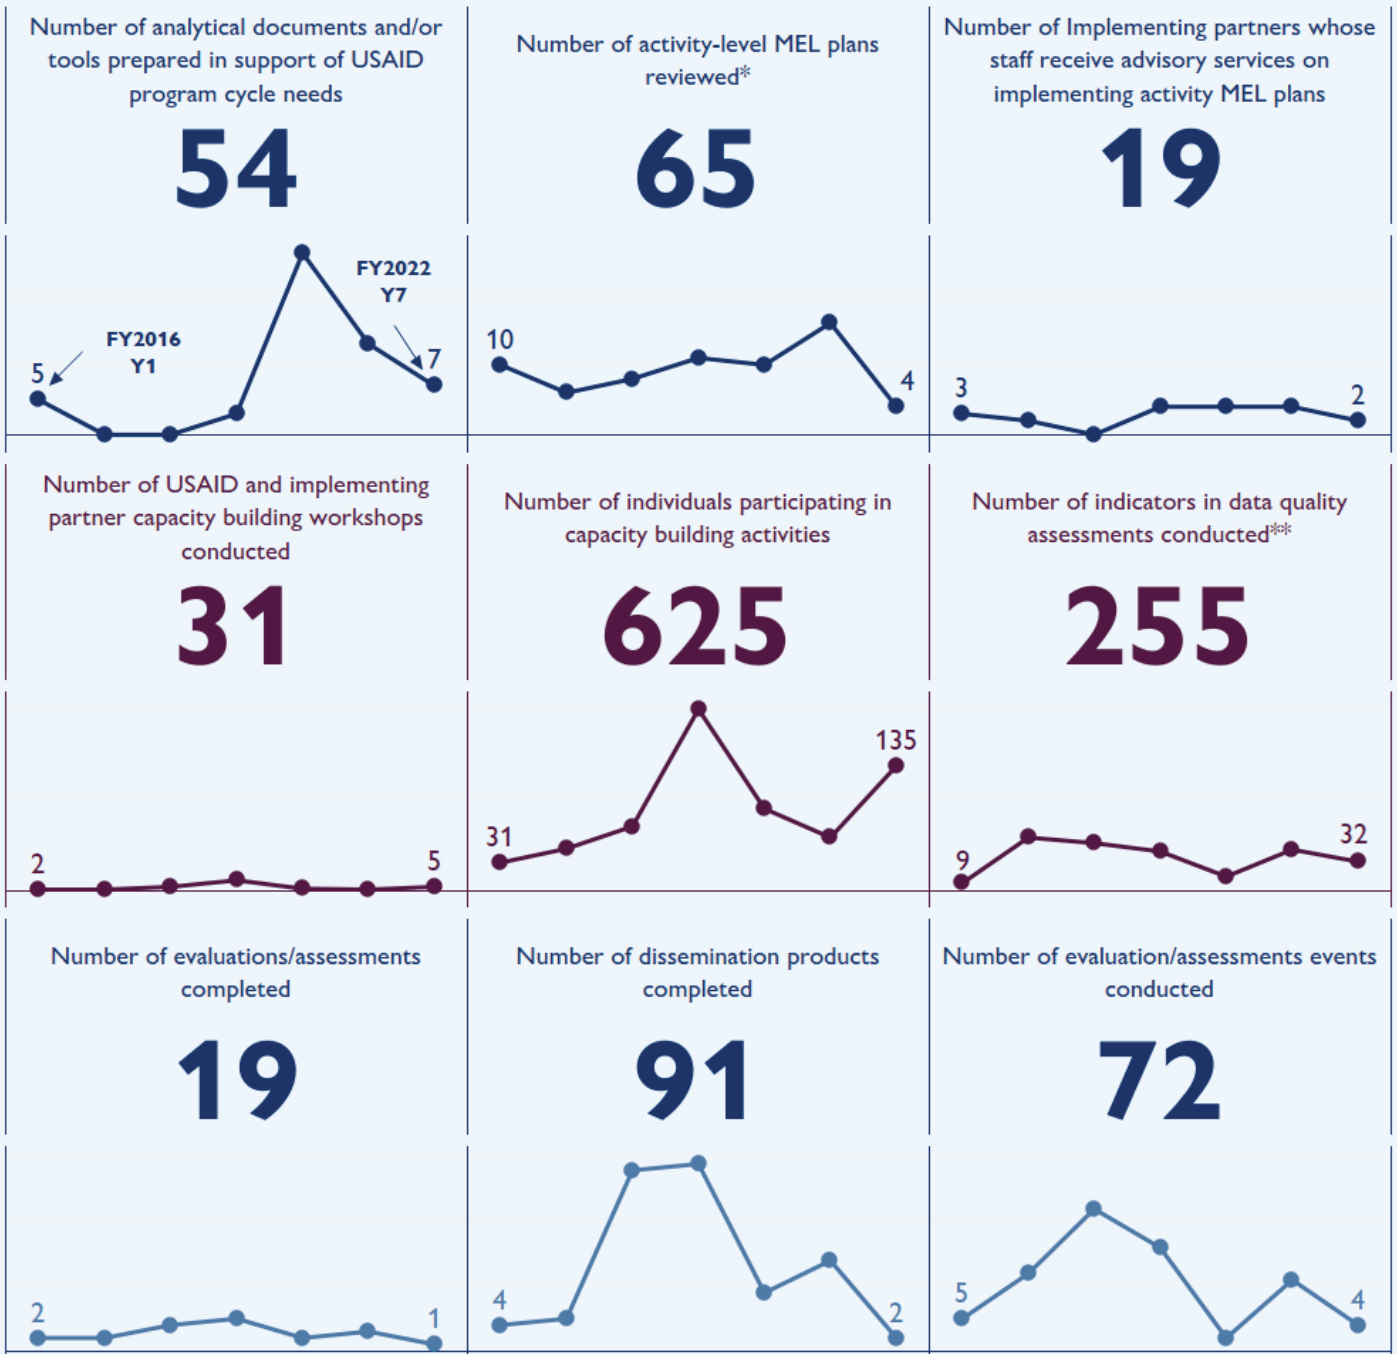 Number of analytical documents and/or
tools prepared in support of USAID
program cycle needs
54
FY2016
Y1
FY2022
Y7
5
7
Number of activity-level MEL plans
reviewed*
65
10
4
Number of Implementing partners whose
staff receive advisory services on
implementing activity MEL plans
19
3
2
Number of USAID and implementing
partner capacity building workshops
conducted
31
2
5
Number of individuals participating in
capacity building activities
625
31
135
Number of indicators in data quality
assessments conducted**
255
9
32
Number of evaluations/assessments
completed
19
2
1
Number of dissemination products
completed
91
4
2
Number of evaluation/assessments events
conducted
72
5
4